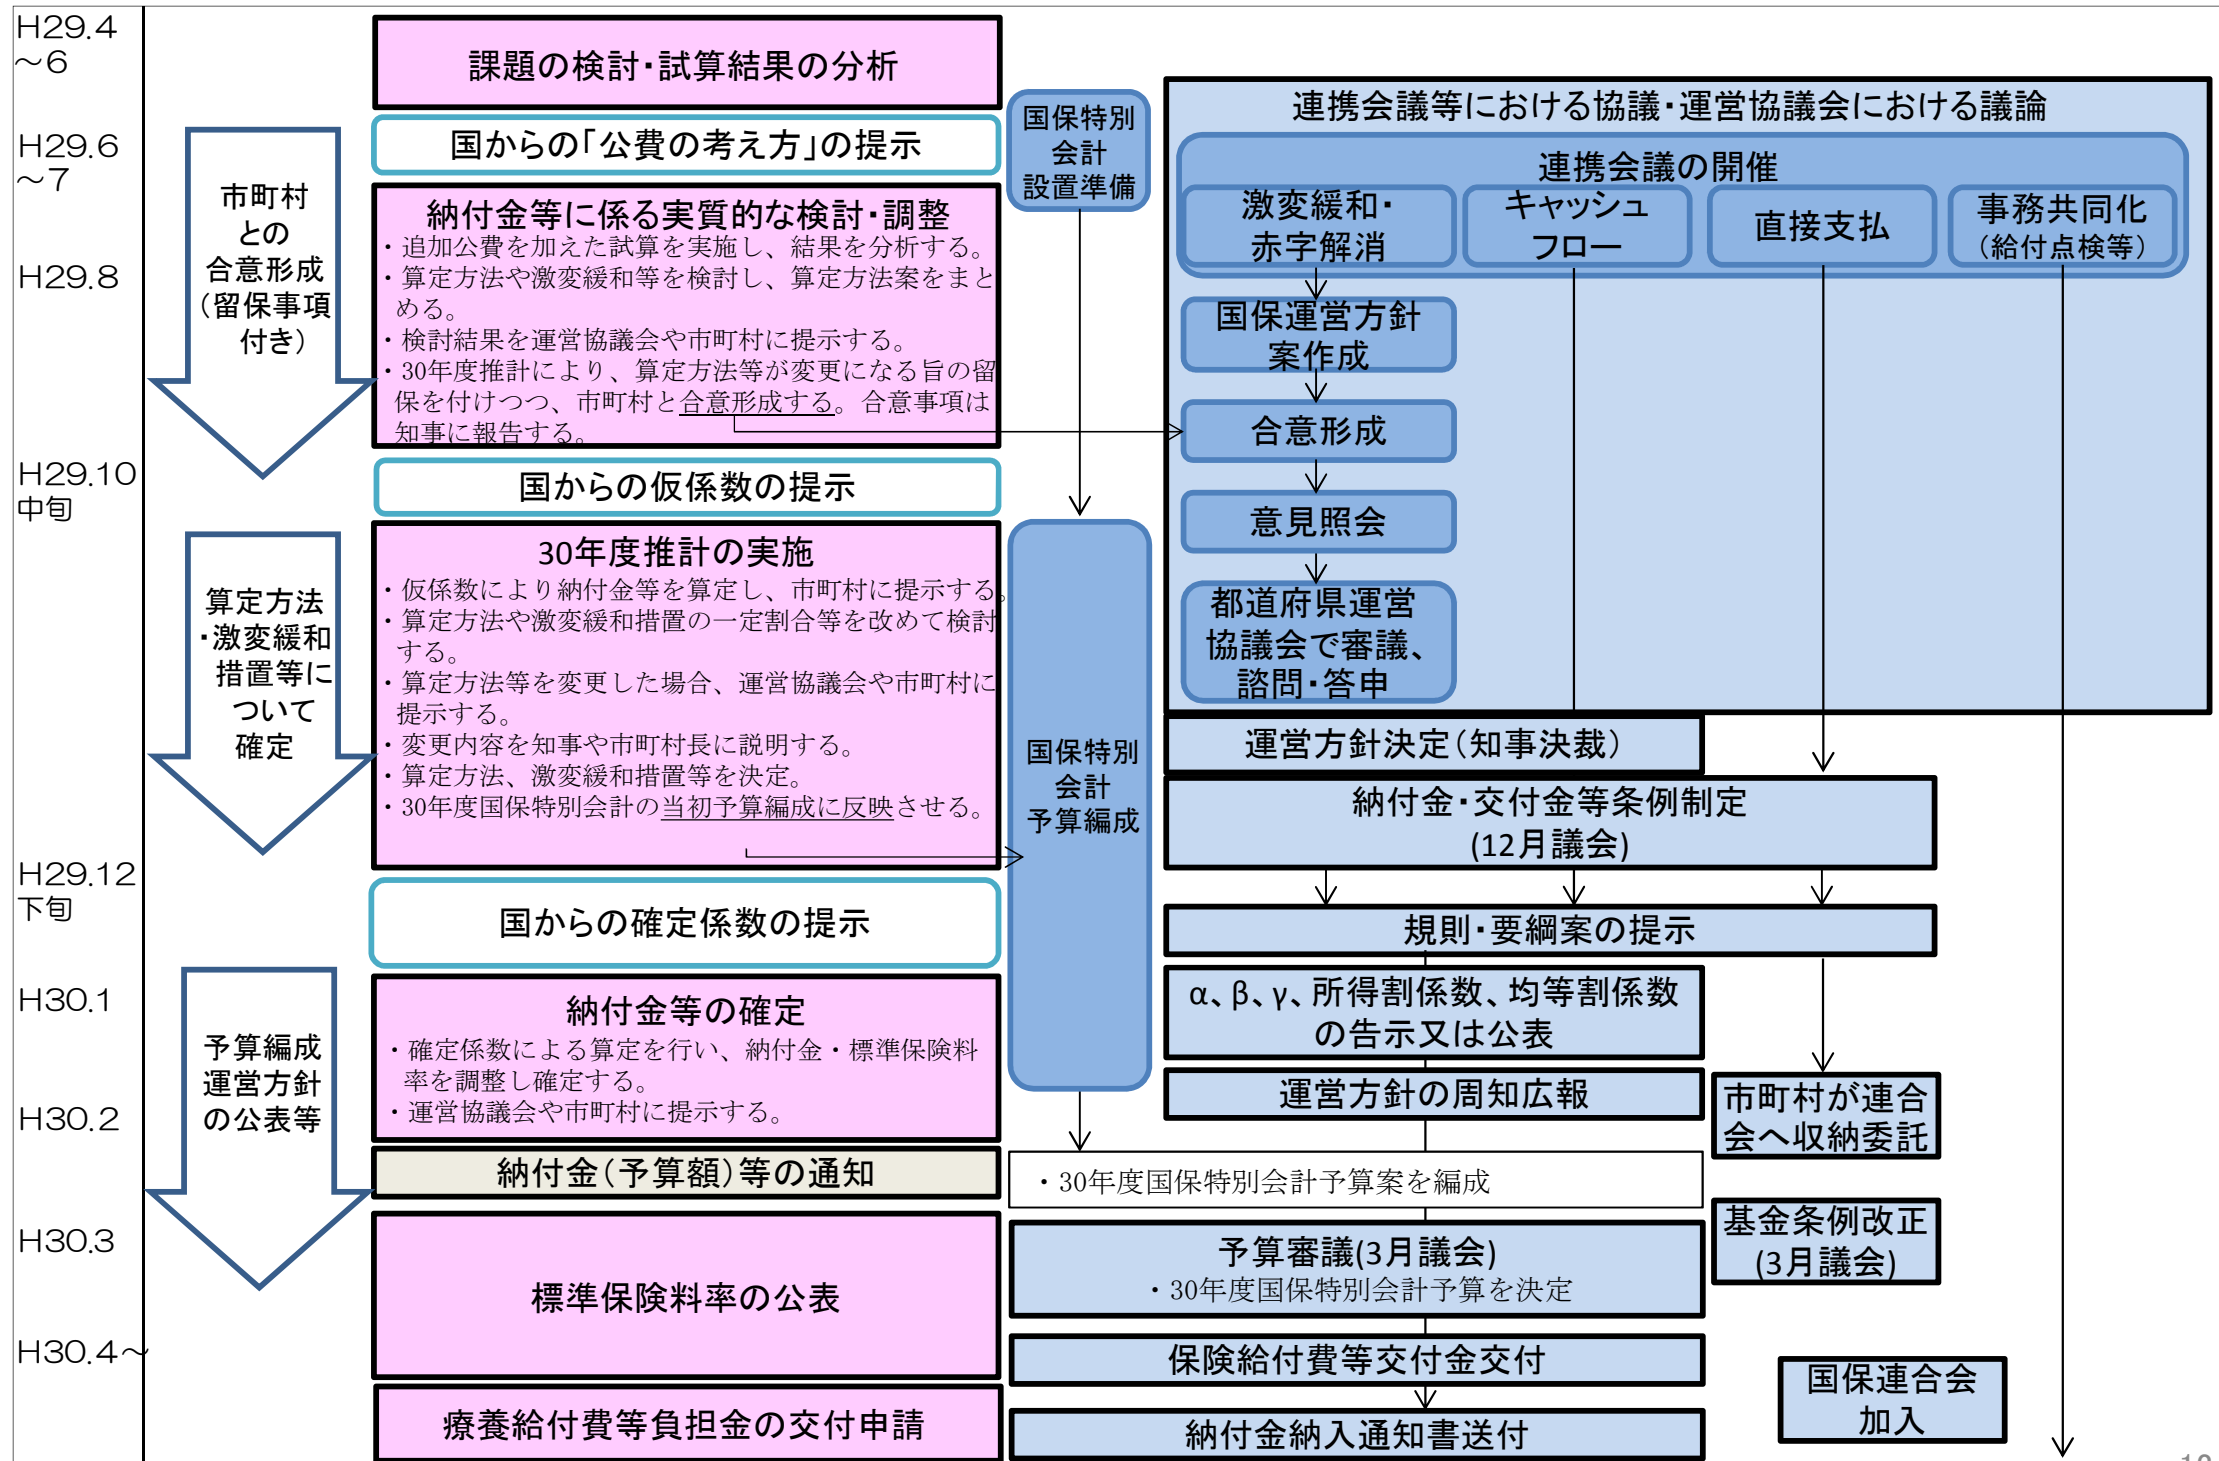 H29.4
～6
H29.6
～7
H29.8
H29.10
中旬
H29.12
下旬
H30.1
H30.2
H30.3
H30.4～
市町村
との
合意形成
（留保事項
付き）
算定方法
・激変緩和
措置等に
ついて
確定
予算編成
運営方針
の公表等
課題の検討・試算結果の分析
国からの「公費の考え方」の提示
納付金等に係る実質的な検討・調整
・追加公費を加えた試算を実施し、結果を分析する。
・算定方法や激変緩和等を検討し、算定方法案をまと
める。
・検討結果を運営協議会や市町村に提示する。
・30年度推計により、算定方法等が変更になる旨の留
保を付けつつ、市町村と合意形成する。合意事項は
知事に報告する。
国からの仮係数の提示
30年度推計の実施
・仮係数により納付金等を算定し、市町村に提示する。
・算定方法や激変緩和措置の一定割合等を改めて検討
する。
・算定方法等を変更した場合、運営協議会や市町村に
提示する。
・変更内容を知事や市町村長に説明する。
・算定方法、激変緩和措置等を決定。
・30年度国保特別会計の当初予算編成に反映させる。
国からの確定係数の提示
納付金等の確定
・確定係数による算定を行い、納付金・標準保険料
率を調整し確定する。
・運営協議会や市町村に提示する。
納付金（予算額）等の通知
標準保険料率の公表
療養給付費等負担金の交付申請
国保特別
会計
設置準備
国保特別
会計
予算編成
・30年度国保特別会計予算案を編成
予算審議(3月議会)
・30年度国保特別会計予算を決定
保険給付費等交付金交付
納付金納入通知書送付
連携会議等における協議・運営協議会における議論
連携会議の開催
激変緩和・
赤字解消
キャッシュ
フロー
直接支払
事務共同化
（給付点検等）
国保運営方針
案作成
合意形成
意見照会
都道府県運営
協議会で審議、
諮問・答申
運営方針決定（知事決裁）
納付金・交付金等条例制定
(12月議会)
規則・要綱案の提示
α、β、γ、所得割係数、均等割係数
の告示又は公表
運営方針の周知広報
市町村が連合
会へ収納委託
基金条例改正
(3月議会)
国保連合会
加入